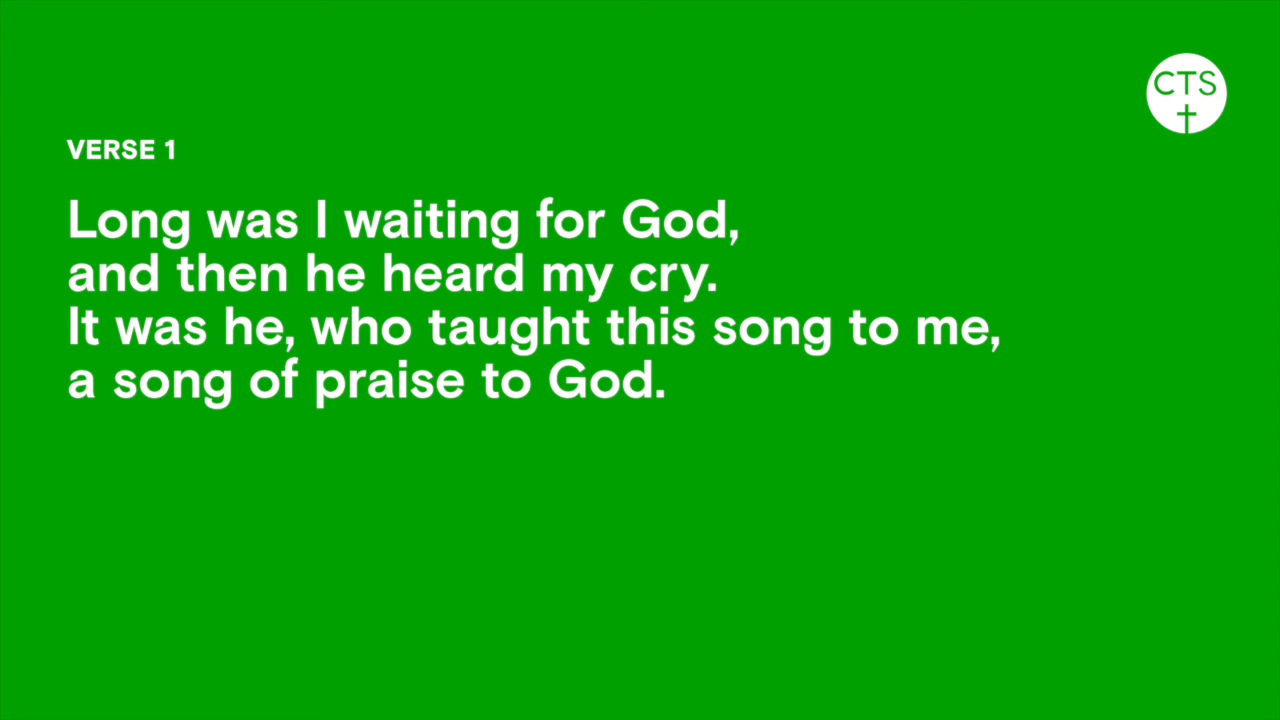 CTS
VERSE 1
Long was I waiting for God,
and then he heard my cry.
It was he, who taught this song to me,
a song of praise to God.